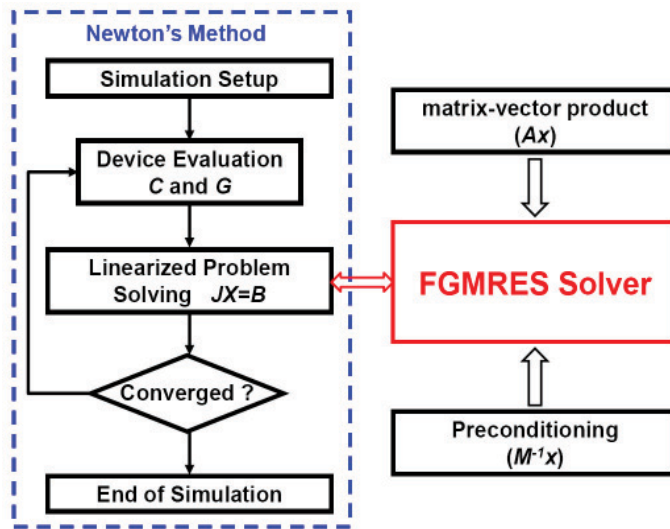 Newton's Method
Simulation Setup
Device Evaluation
C and G
Linearized Problem
Solving JX=B
Converged ?
End of Simulation
matrix-vector product
(Ax)
FGMRES Solver
Preconditioning
(M⁻¹x)